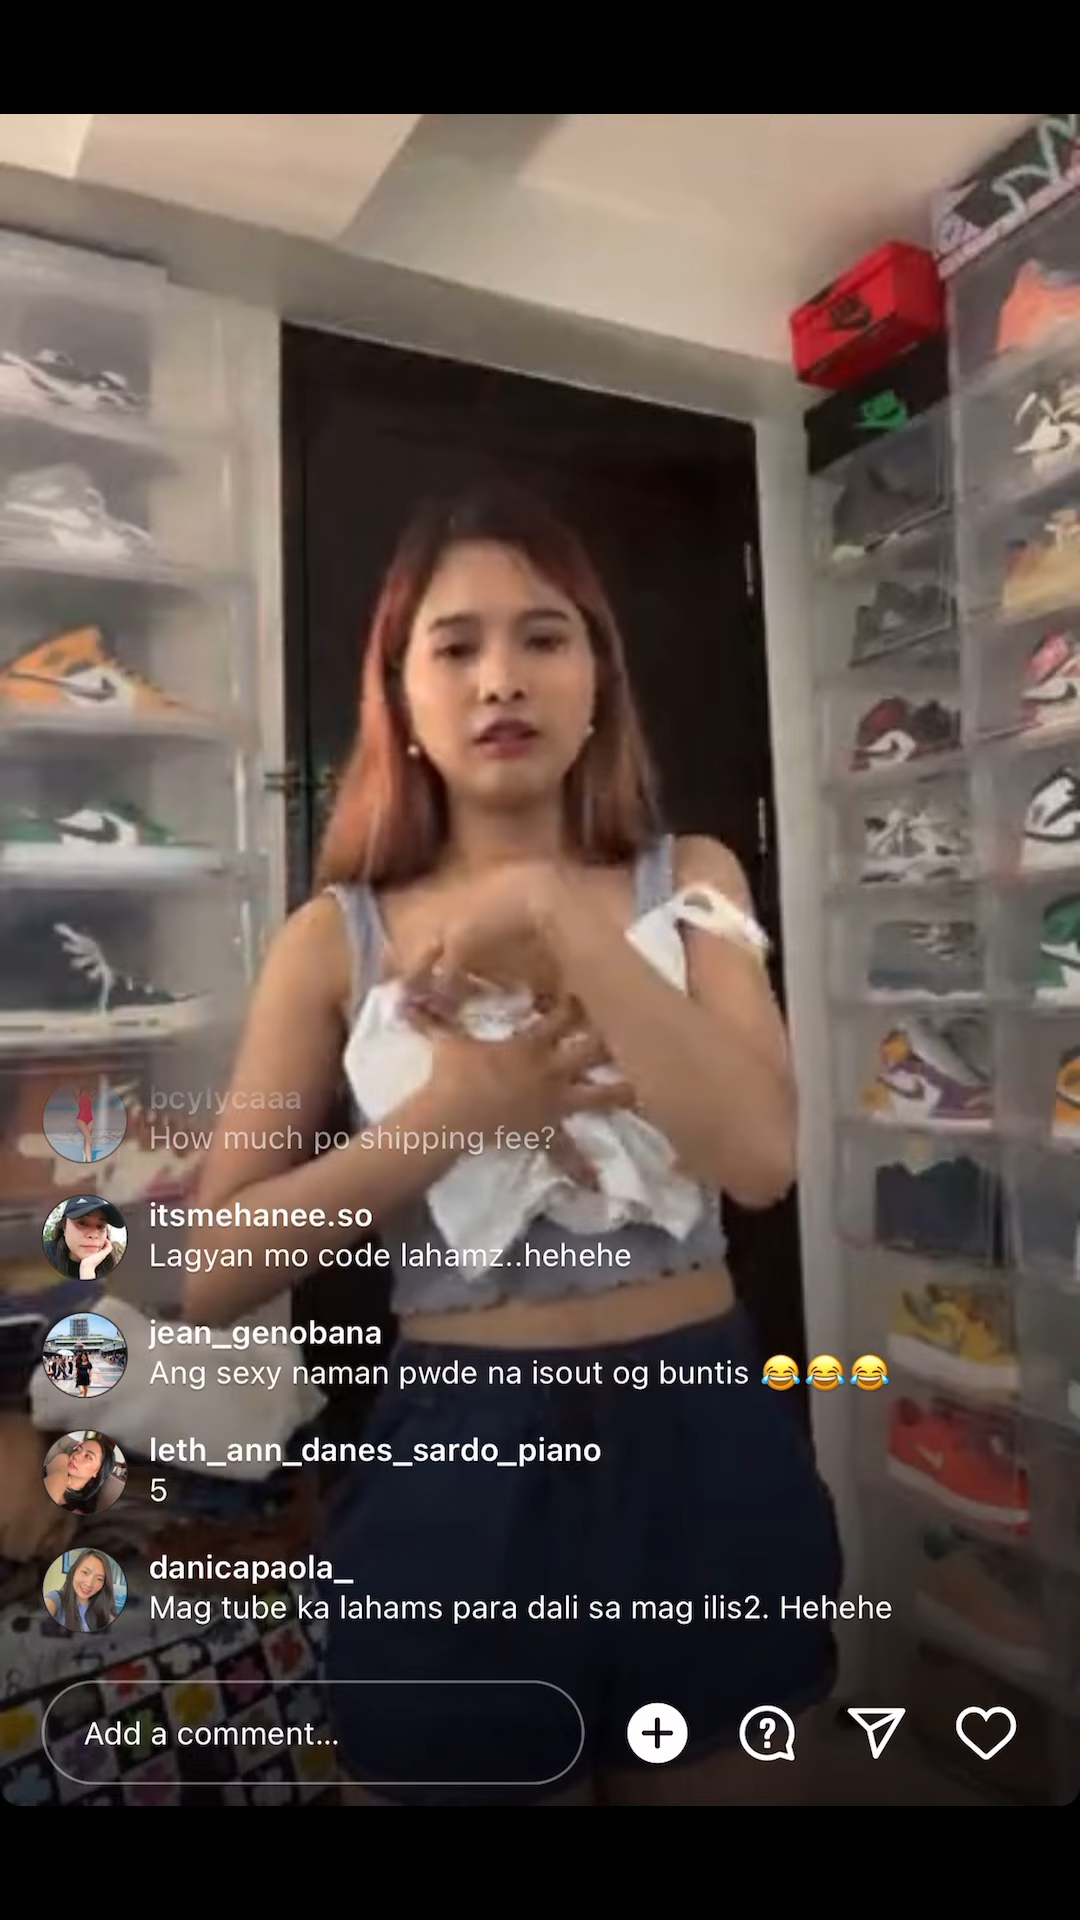 bcylycaaa
How much po shipping fee?
itsmehanee.so
Lagyan mo code lahamz..hehehe
jean_genobana
Ang sexy naman pwde na isout og buntis 😂😂😂
leth_ann_danes_sardo_piano
5
danicapaola_
Mag tube ka lahams para dali sa mag ilis2. Hehehe
Add a comment...